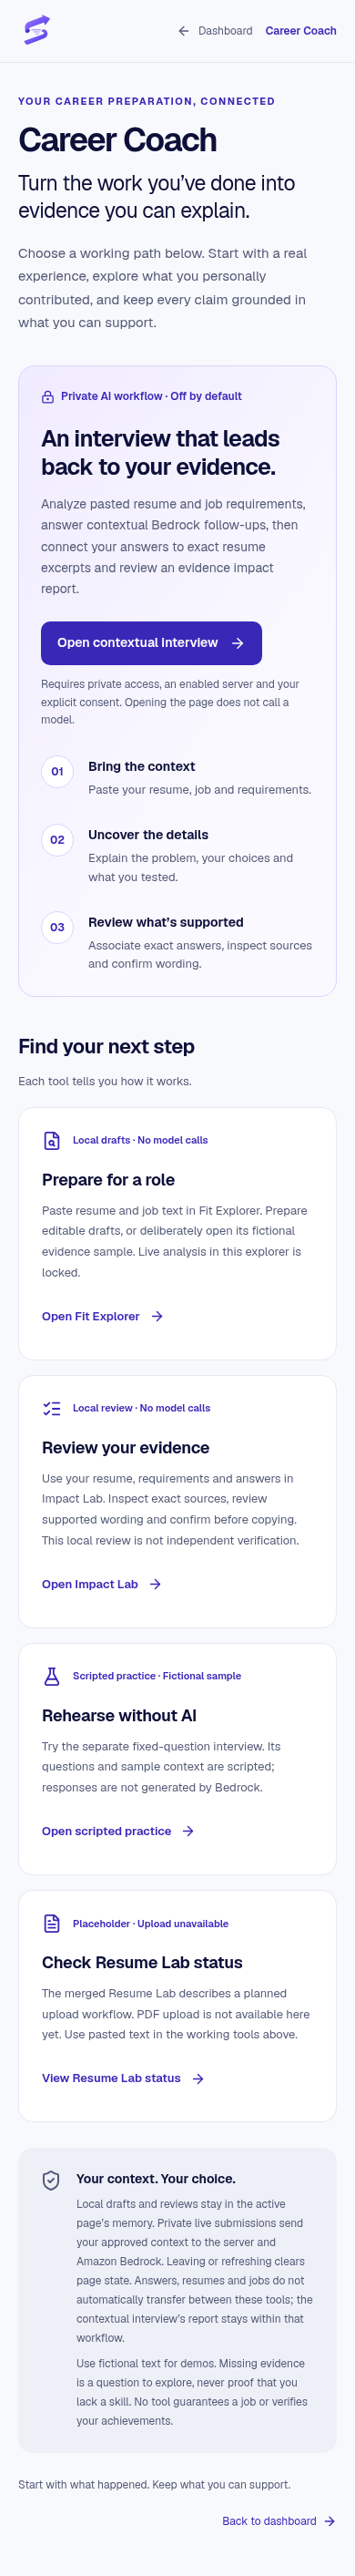 Dashboard Career Coach
YOUR CAREER PREPARATION, CONNECTED
Career Coach
Turn the work you’ve done into
evidence you can explain.
Choose a working path below. Start with a real
experience, explore what you personally
contributed, and keep every claim grounded in
what you can support.
Private AI workflow · Off by default
An interview that leads
back to your evidence.
Analyze pasted resume and job requirements,
answer contextual Bedrock follow-ups, then
connect your answers to exact resume
excerpts and review an evidence impact
report.
Open contextual interview
Requires private access, an enabled server and your
explicit consent. Opening the page does not call a
model.
01 Bring the context
Paste your resume, job and requirements.
02 Uncover the details
Explain the problem, your choices and
what you tested.
03 Review what’s supported
Associate exact answers, inspect sources
and confirm wording.
Find your next step
Each tool tells you how it works.
Local drafts · No model calls
Prepare for a role
Paste resume and job text in Fit Explorer. Prepare
editable drafts, or deliberately open its fictional
evidence sample. Live analysis in this explorer is
locked.
Open Fit Explorer
Local review · No model calls
Review your evidence
Use your resume, requirements and answers in
Impact Lab. Inspect exact sources, review
supported wording and confirm before copying.
This local review is not independent verification.
Open Impact Lab
Scripted practice · Fictional sample
Rehearse without AI
Try the separate fixed-question interview. Its
questions and sample context are scripted;
responses are not generated by Bedrock.
Open scripted practice
Placeholder · Upload unavailable
Check Resume Lab status
The merged Resume Lab describes a planned
upload workflow. PDF upload is not available here
yet. Use pasted text in the working tools above.
View Resume Lab status
Your context. Your choice.
Local drafts and reviews stay in the active
page’s memory. Private live submissions send
your approved context to the server and
Amazon Bedrock. Leaving or refreshing clears
page state. Answers, resumes and jobs do not
automatically transfer between these tools; the
contextual interview’s report stays within that
workflow.
Use fictional text for demos. Missing evidence
is a question to explore, never proof that you
lack a skill. No tool guarantees a job or verifies
your achievements.
Start with what happened. Keep what you can support.
Back to dashboard